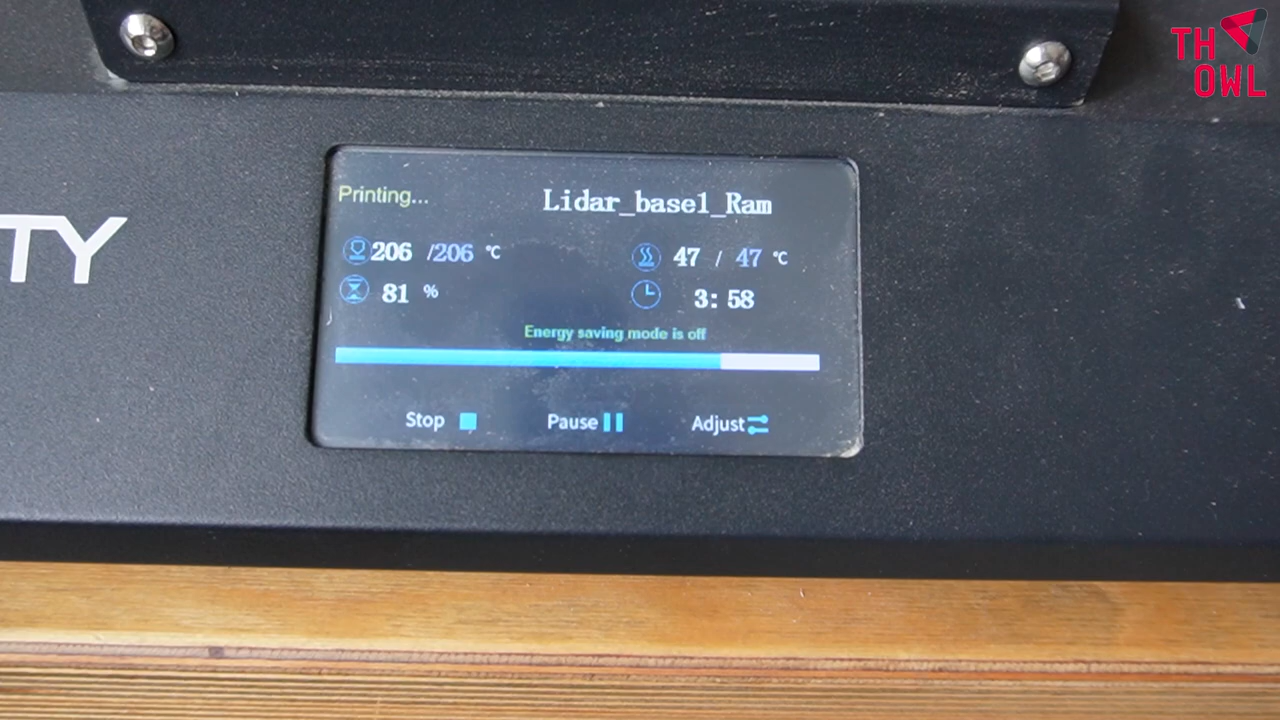 TH
OWL
TY
Printing...
Lidar_base1_Ram
206 /206 ℃
47 / 47 ℃
81 %
3:58
Energy saving mode is off
Stop
Pause
Adjust